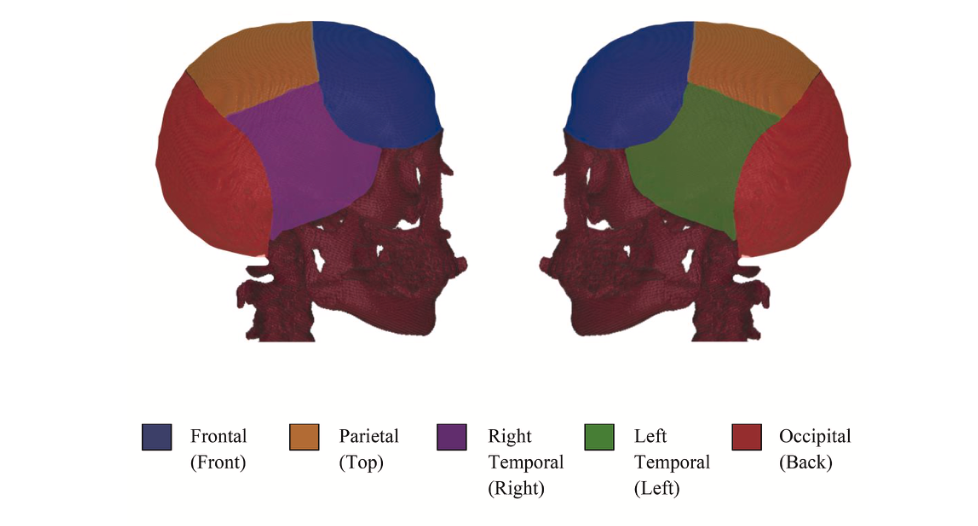 Frontal
(Front)
Parietal
(Top)
Right
Temporal
(Right)
Left
Temporal
(Left)
Occipital
(Back)